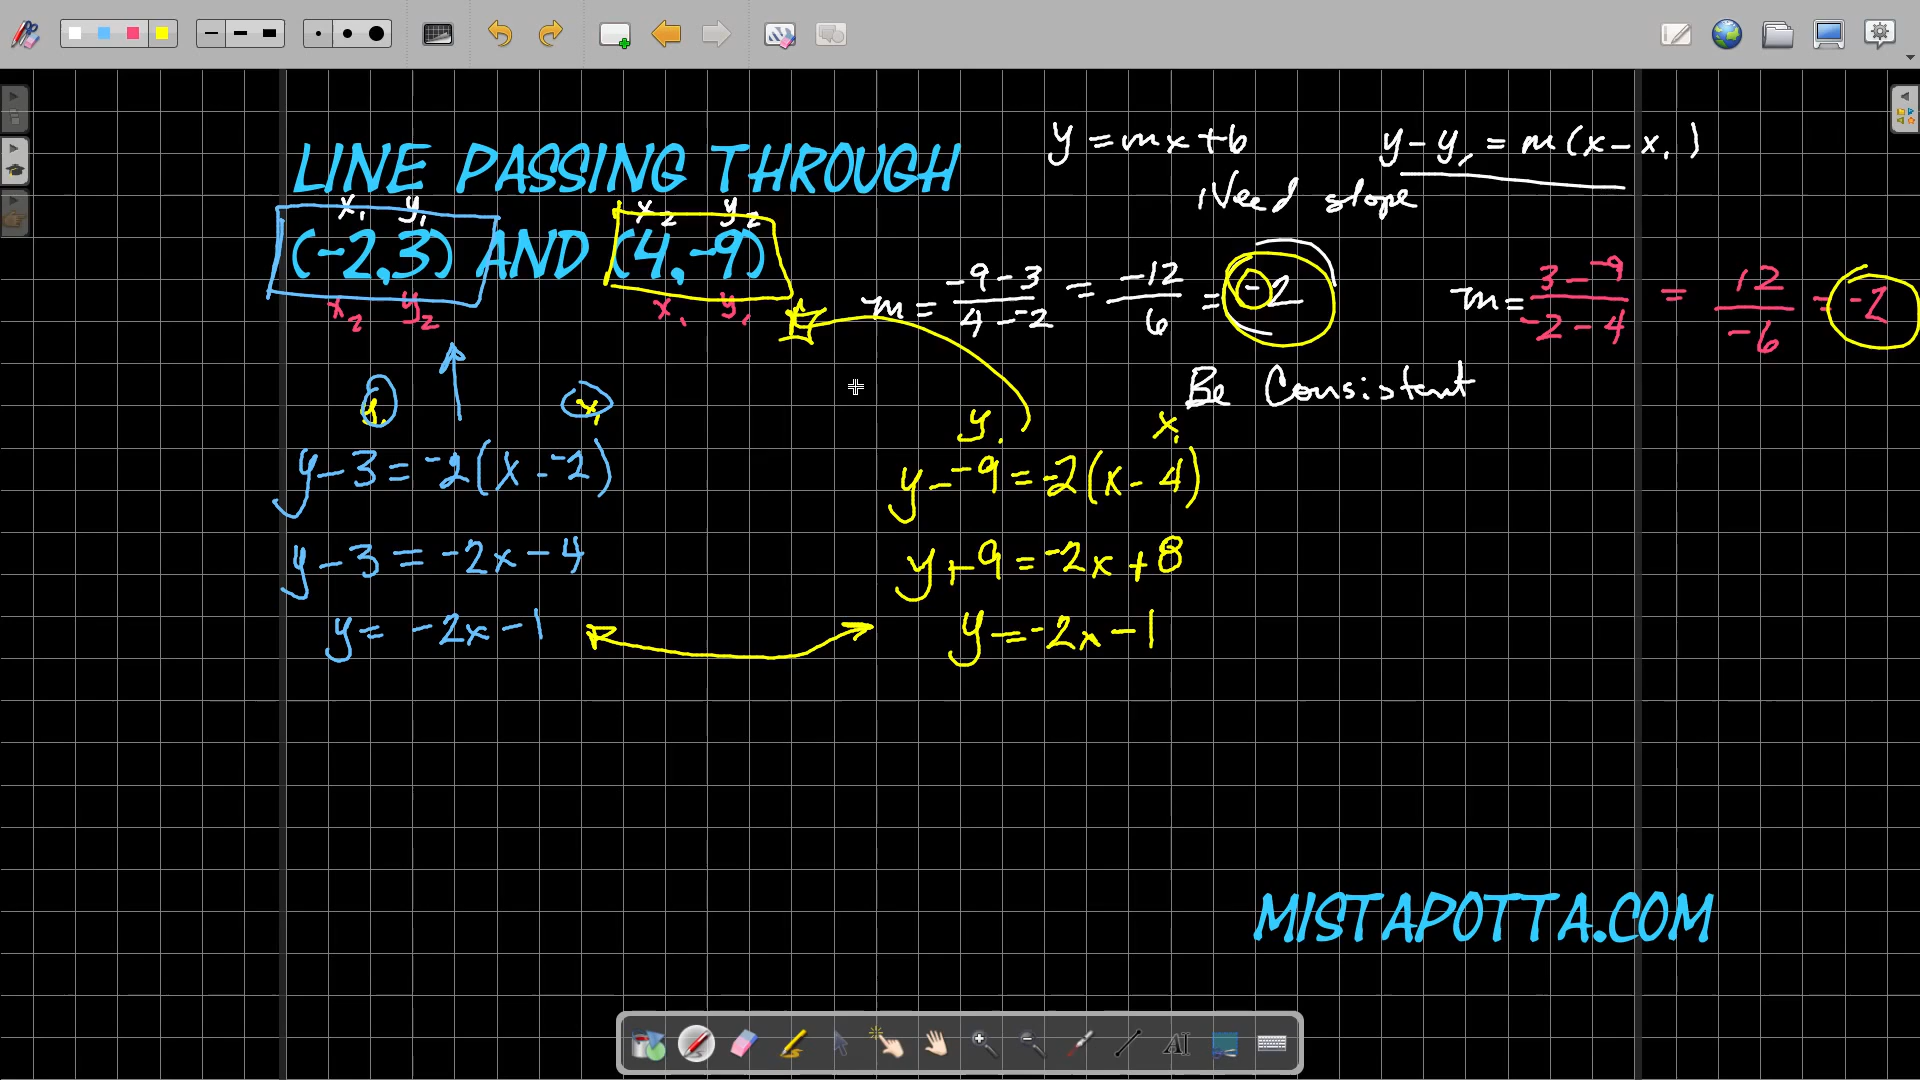 LINE PASSING THROUGH
y = mx + b
y - y₁ = m(x - x₁)
Need slope
x₁ y₁ x₂ y₂
(-2,3) AND (4,-9)
x₂ y₂ x₁ y₁
m = -9 - 3 / 4 - -2 = -12 / 6 = -2
m = 3 - -9 / -2 - 4 = 12 / -6 = -2
Be Consistent
y₁ x₁
y - 3 = -2(x - -2)
y - 3 = -2x - 4
y = -2x - 1
y₁ x₁
y - -9 = -2(x - 4)
y + 9 = -2x + 8
y = -2x - 1
MISTAPOTTA.COM